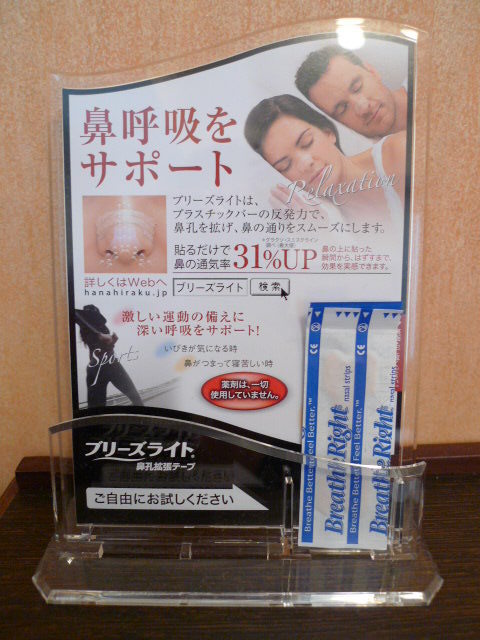 鼻呼吸を
サポート
Relaxation
ブリーズライトは、
プラスチックバーの反発力で、
鼻孔を拡げ、鼻の通りをスムーズにします。
貼るだけで
鼻の通気率
31%UP
鼻の上に貼った
瞬間から、はずすまで、
効果を実感できます。
詳しくはWebへ
hanahiraku.jp
ブリーズライト 検索
激しい運動の備えに
深い呼吸をサポート!
Sports
いびきが気になる時
鼻がつまって寝苦しい時
薬剤は、一切
使用していません。
ブリーズライト
鼻孔拡張テープ
ご自由にお試しください
Breathe Better, Feel Better.™
Breathe Right nasal strips
Breathe Better, Feel Better.™
Breathe Right nasal strips